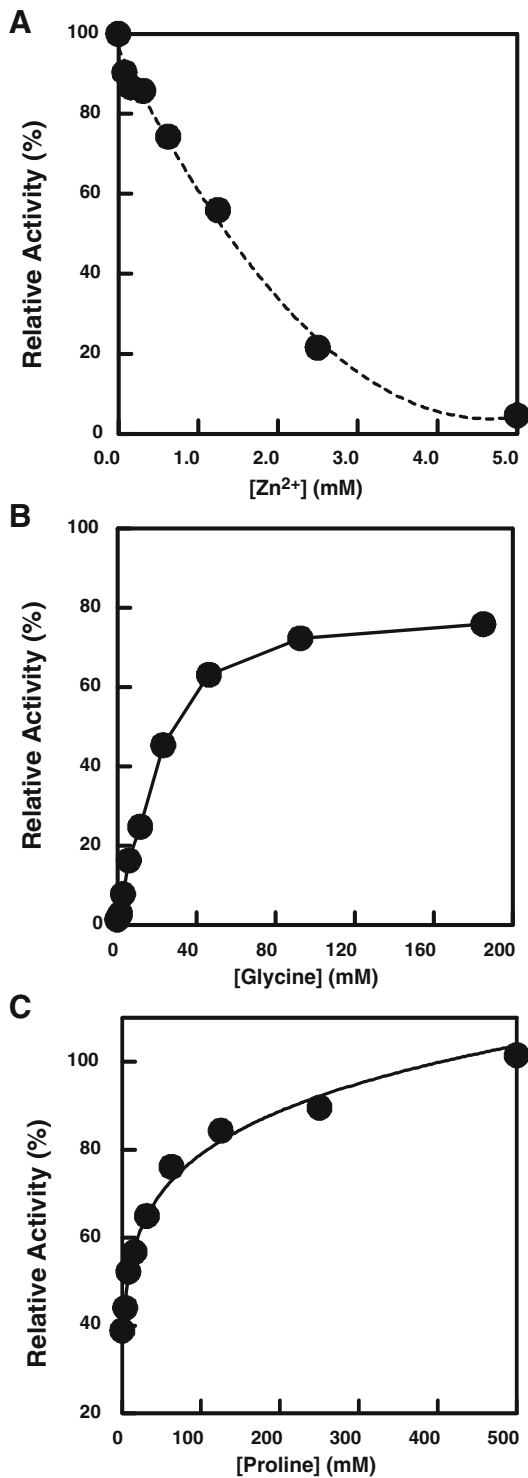 A
100
80
60
40
20
0
Relative Activity (%)
0.0 1.0 2.0 3.0 4.0 5.0
[Zn²⁺] (mM)
B
100
80
60
40
20
0
Relative Activity (%)
0 40 80 120 160 200
[Glycine] (mM)
C
100
80
60
40
20
Relative Activity (%)
0 100 200 300 400 500
[Proline] (mM)